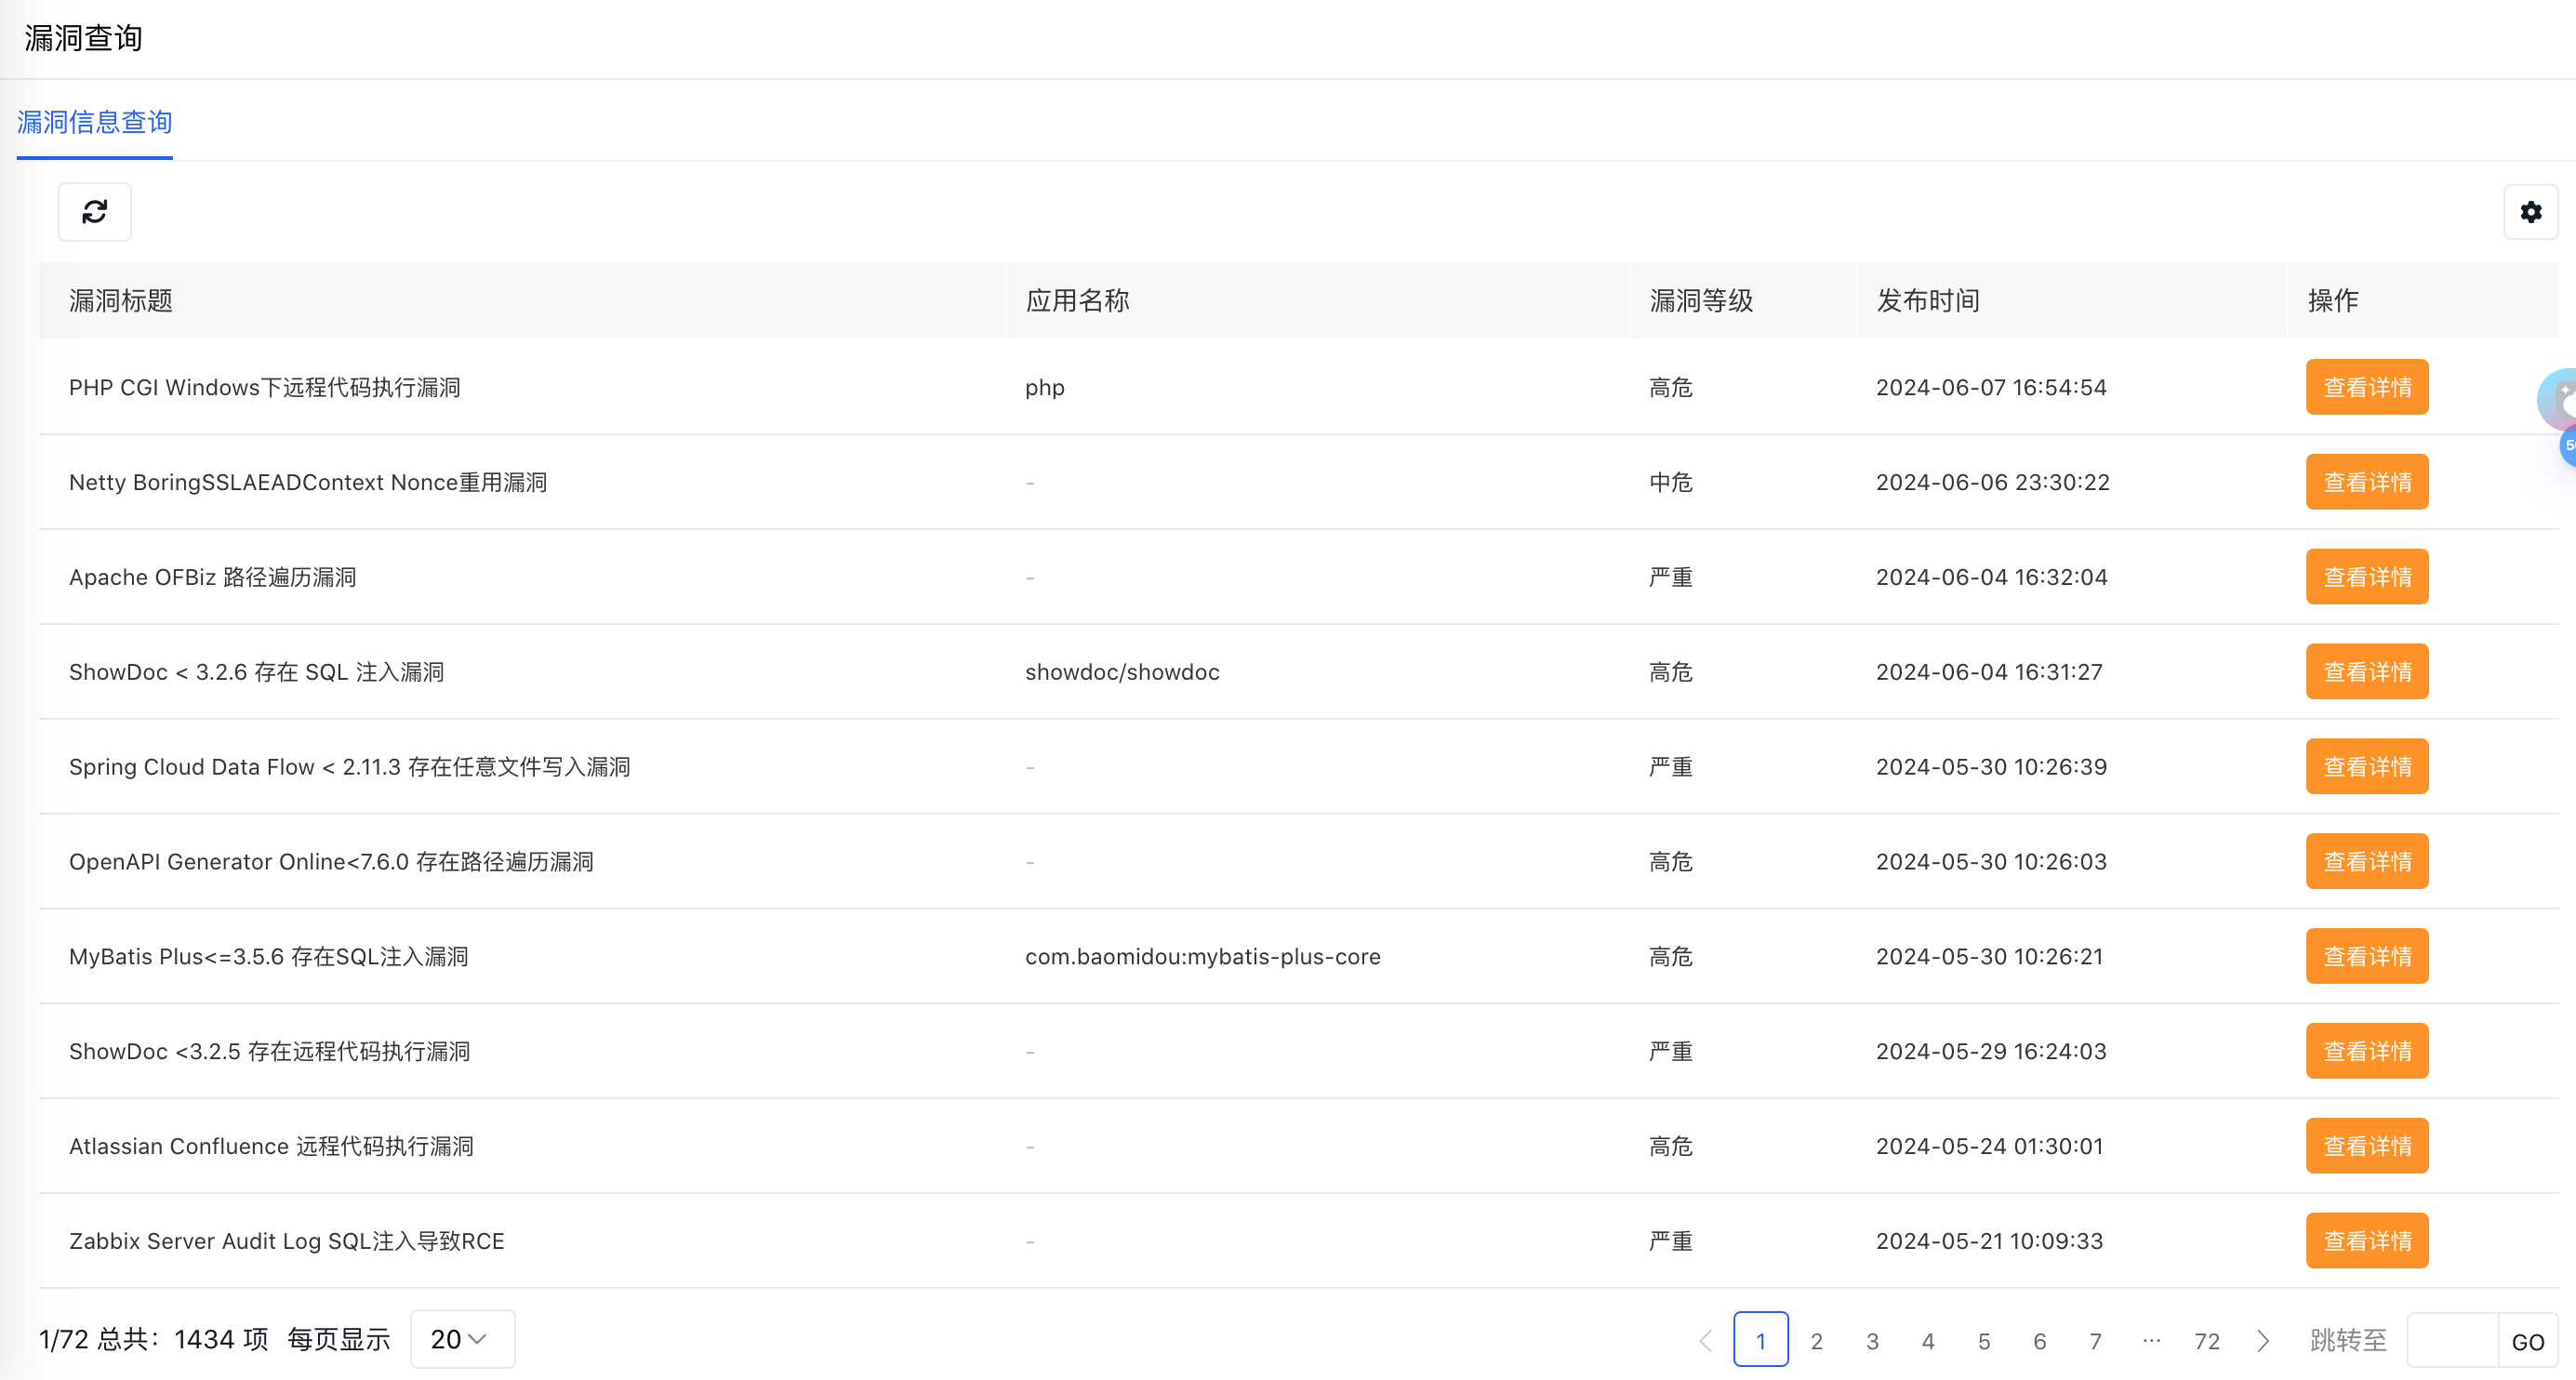 漏洞查询
漏洞信息查询
漏洞标题 应用名称 漏洞等级 发布时间 操作
PHP CGI Windows下远程代码执行漏洞 php 高危 2024-06-07 16:54:54 查看详情
Netty BoringSSLAEADContext Nonce重用漏洞 - 中危 2024-06-06 23:30:22 查看详情
Apache OFBiz 路径遍历漏洞 - 严重 2024-06-04 16:32:04 查看详情
ShowDoc < 3.2.6 存在 SQL 注入漏洞 showdoc/showdoc 高危 2024-06-04 16:31:27 查看详情
Spring Cloud Data Flow < 2.11.3 存在任意文件写入漏洞 - 严重 2024-05-30 10:26:39 查看详情
OpenAPI Generator Online<7.6.0 存在路径遍历漏洞 - 高危 2024-05-30 10:26:03 查看详情
MyBatis Plus<=3.5.6 存在SQL注入漏洞 com.baomidou:mybatis-plus-core 高危 2024-05-30 10:26:21 查看详情
ShowDoc <3.2.5 存在远程代码执行漏洞 - 严重 2024-05-29 16:24:03 查看详情
Atlassian Confluence 远程代码执行漏洞 - 高危 2024-05-24 01:30:01 查看详情
Zabbix Server Audit Log SQL注入导致RCE - 严重 2024-05-21 10:09:33 查看详情
1/72 总共: 1434 项 每页显示 20 1 2 3 4 5 6 7 ··· 72 跳转至 GO